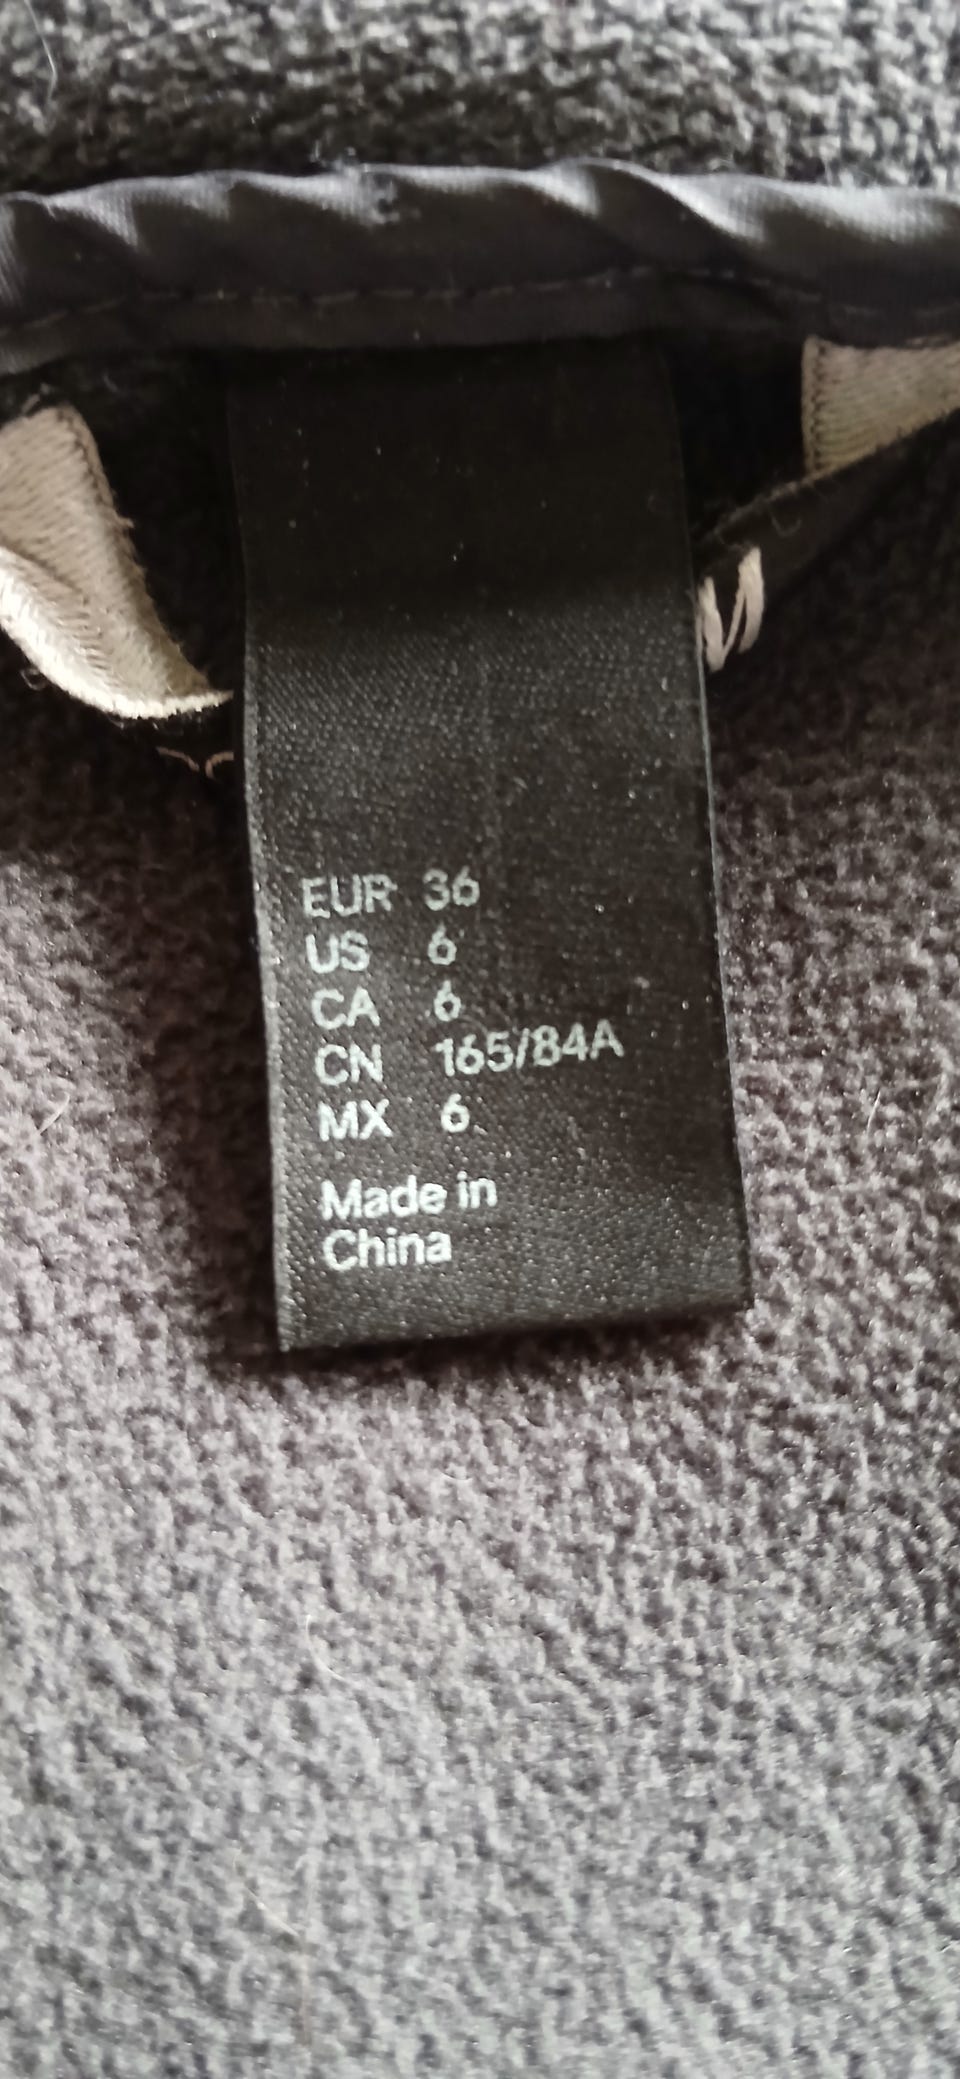 EUR 36
US 6
CA 6
CN 165/84A
MX 6
Made in
China